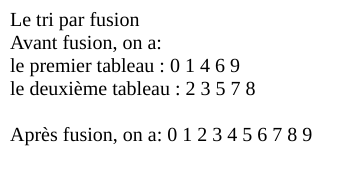 Le tri par fusion
Avant fusion, on a:
le premier tableau : 0 1 4 6 9
le deuxième tableau : 2 3 5 7 8
Après fusion, on a: 0 1 2 3 4 5 6 7 8 9